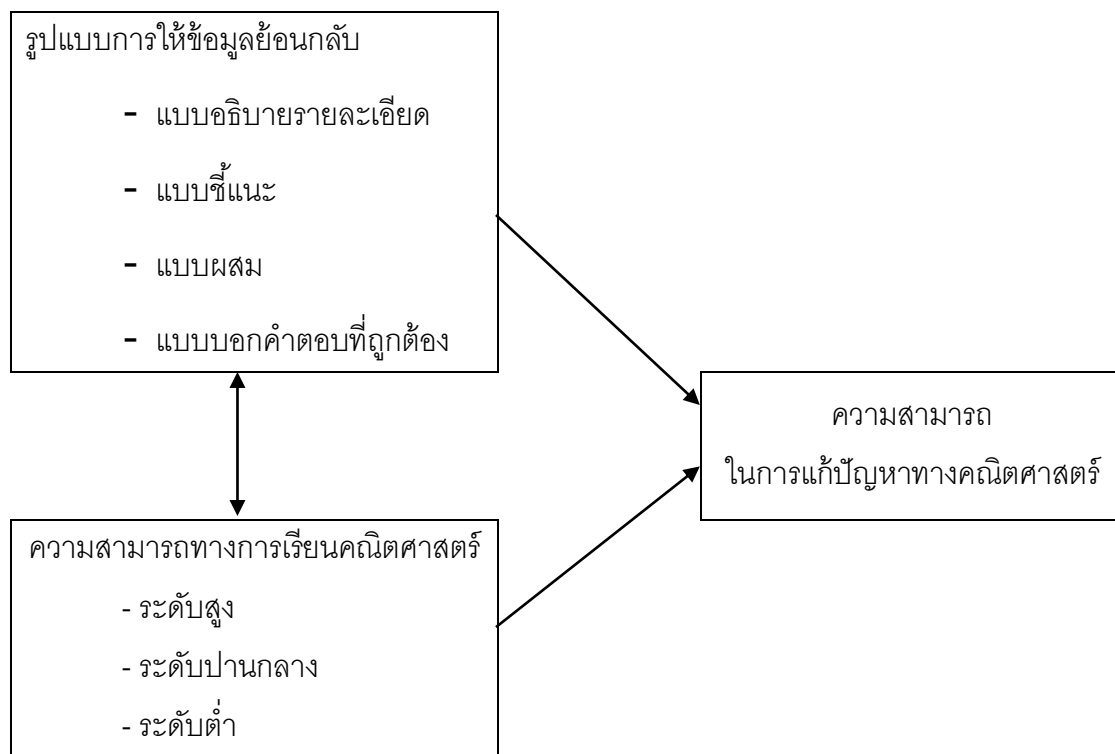 รูปแบบการให้ข้อมูลย้อนกลับ
- แบบอธิบายรายละเอียด
- แบบชี้แนะ
- แบบผสม
- แบบบอกคำตอบที่ถูกต้อง
ความสามารถ
ในการแก้ปัญหาทางคณิตศาสตร์
ความสามารถทางการเรียนคณิตศาสตร์
- ระดับสูง
- ระดับปานกลาง
- ระดับต่ำ